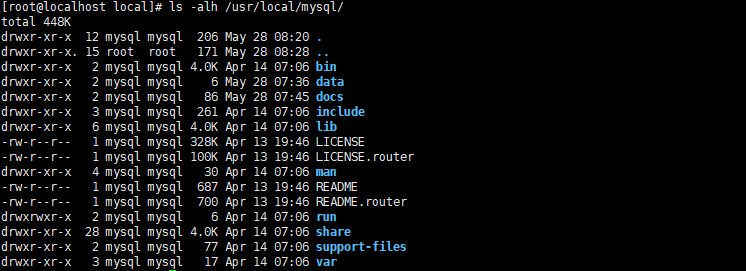 [root@localhost local]# ls -alh /usr/local/mysql/
total 448K
drwxr-xr-x  12 mysql mysql  206 May 28 08:20 .
drwxr-xr-x. 15 root  root   171 May 28 08:28 ..
drwxr-xr-x   2 mysql mysql 4.0K Apr 14 07:06 bin
drwxr-xr-x   2 mysql mysql    6 May 28 07:36 data
drwxr-xr-x   2 mysql mysql   86 May 28 07:45 docs
drwxr-xr-x   3 mysql mysql  261 Apr 14 07:06 include
drwxr-xr-x   6 mysql mysql 4.0K Apr 14 07:06 lib
-rw-r--r--   1 mysql mysql 328K Apr 13 19:46 LICENSE
-rw-r--r--   1 mysql mysql 100K Apr 13 19:46 LICENSE.router
drwxr-xr-x   4 mysql mysql   30 Apr 14 07:06 man
-rw-r--r--   1 mysql mysql  687 Apr 13 19:46 README
-rw-r--r--   1 mysql mysql  700 Apr 13 19:46 README.router
drwxrwxr-x   2 mysql mysql    6 Apr 14 07:06 run
drwxr-xr-x  28 mysql mysql 4.0K Apr 14 07:06 share
drwxr-xr-x   2 mysql mysql   77 Apr 14 07:06 support-files
drwxr-xr-x   3 mysql mysql   17 Apr 14 07:06 var